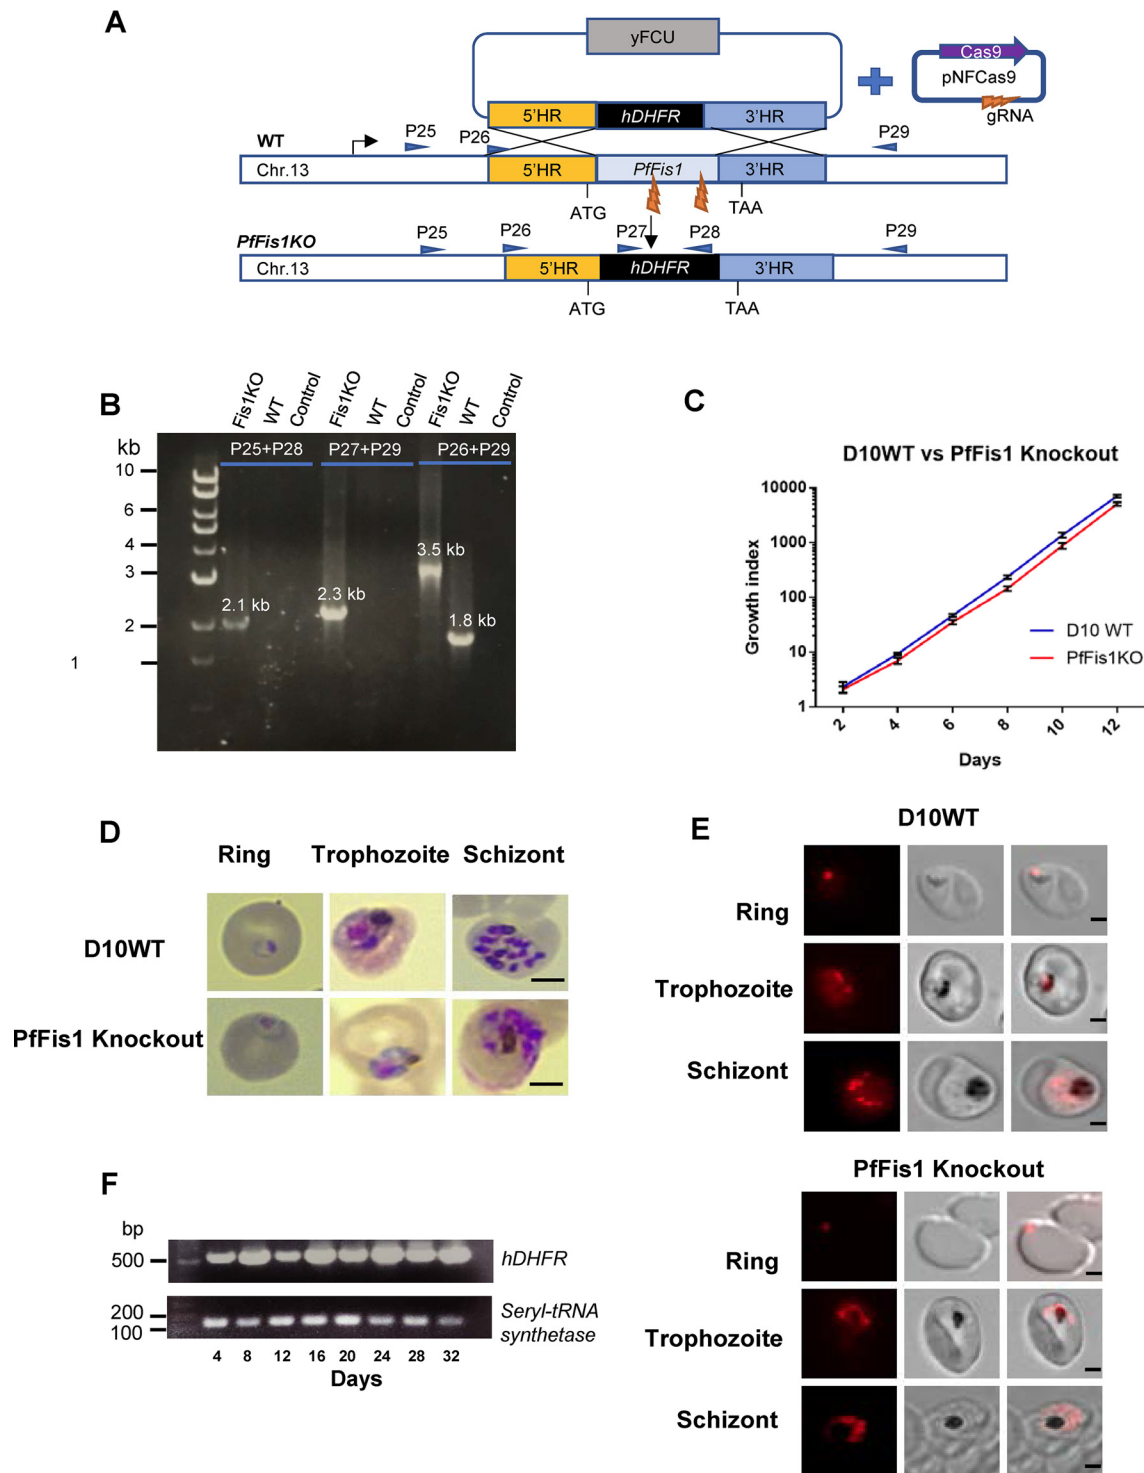 A
yFCU
Cas9
pNFCas9
gRNA
5'HR hDHFR 3'HR
P25 P26 P29
WT
Chr.13 5'HR PfFis1 3'HR
ATG TAA
PfFis1KO P25 P26 P27 P28 P29
Chr.13 5'HR hDHFR 3'HR
ATG TAA
B
Fis1KO WT Control Fis1KO WT Control Fis1KO WT Control
kb P25+P28 P27+P29 P26+P29
10
6
4
3
2
1
2.1 kb 2.3 kb 3.5 kb 1.8 kb
C
D10WT vs PfFis1 Knockout
Growth index
10000
1000
100
10
1
D10 WT
PfFis1KO
2 4 6 8 10 12
Days
D
Ring Trophozoite Schizont
D10WT
PfFis1 Knockout
E
D10WT
Ring
Trophozoite
Schizont
PfFis1 Knockout
Ring
Trophozoite
Schizont
F
bp
500 hDHFR
200 Seryl-tRNA
100 synthetase
4 8 12 16 20 24 28 32
Days